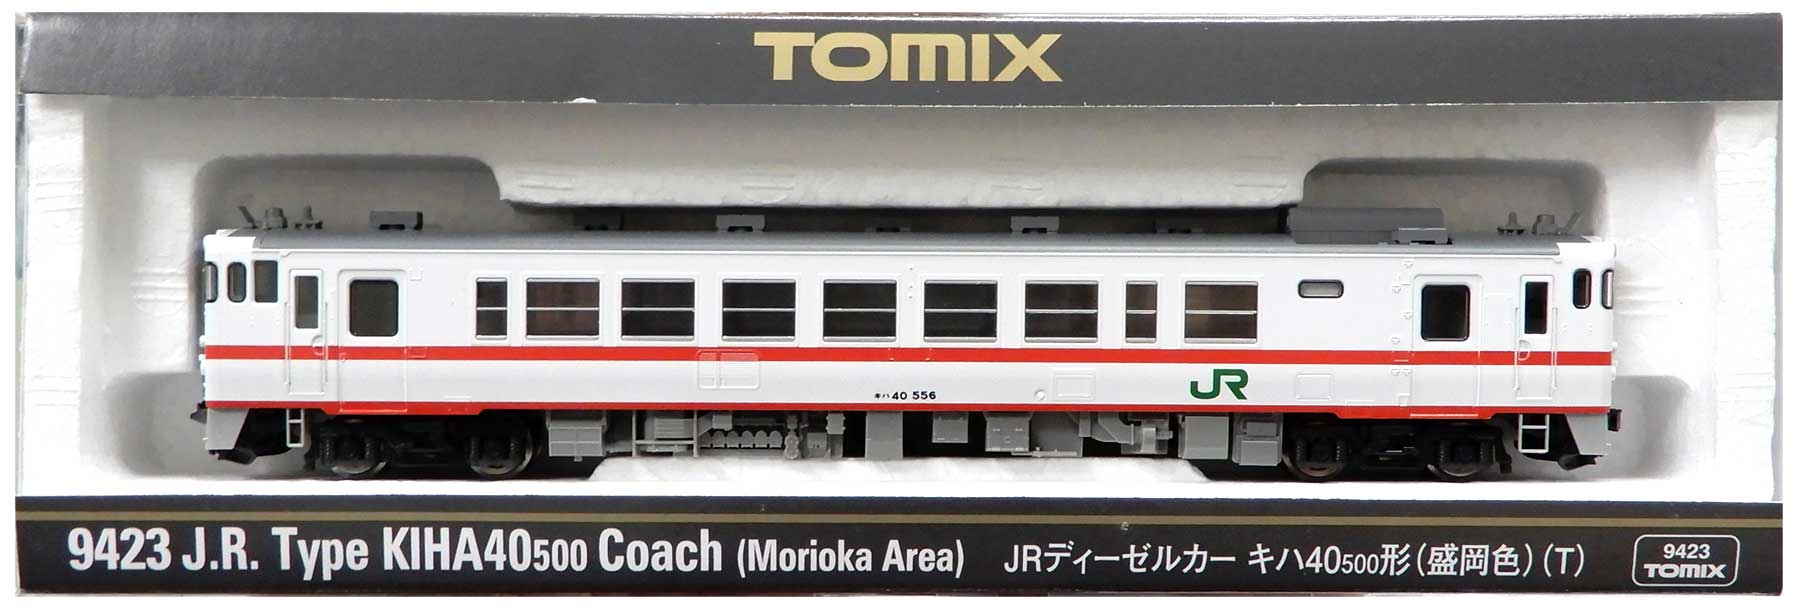 TOMIX
JR
キハ40 556
9423 J.R. Type KIHA40500 Coach (Morioka Area)
JRディーゼルカー キハ40500形(盛岡色)(T)
9423
TOMIX